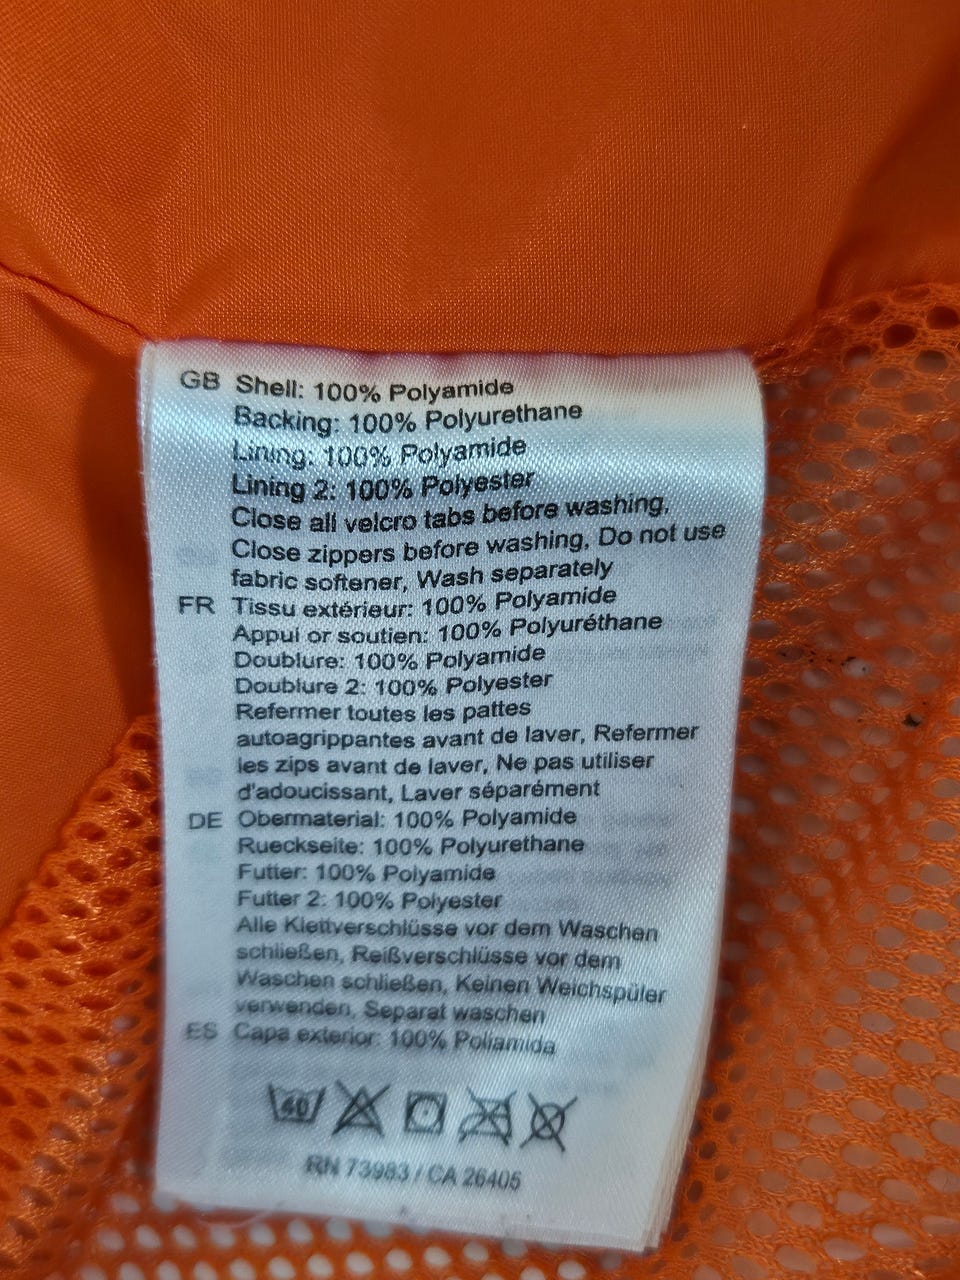 GB Shell: 100% Polyamide
Backing: 100% Polyurethane
Lining: 100% Polyamide
Lining 2: 100% Polyester
Close all velcro tabs before washing,
Close zippers before washing, Do not use
fabric softener, Wash separately
FR Tissu extérieur: 100% Polyamide
Appui or soutien: 100% Polyuréthane
Doublure: 100% Polyamide
Doublure 2: 100% Polyester
Refermer toutes les pattes
autoagrippantes avant de laver, Refermer
les zips avant de laver, Ne pas utiliser
d'adoucissant, Laver séparément
DE Obermaterial: 100% Polyamide
Rueckseite: 100% Polyurethane
Futter: 100% Polyamide
Futter 2: 100% Polyester
Alle Klettverschlüsse vor dem Waschen
schließen, Reißverschlüsse vor dem
Waschen schließen, Keinen Weichspüler
verwenden, Separat waschen
ES Capa exterior: 100% Poliamida
40
RN 73983 / CA 26405